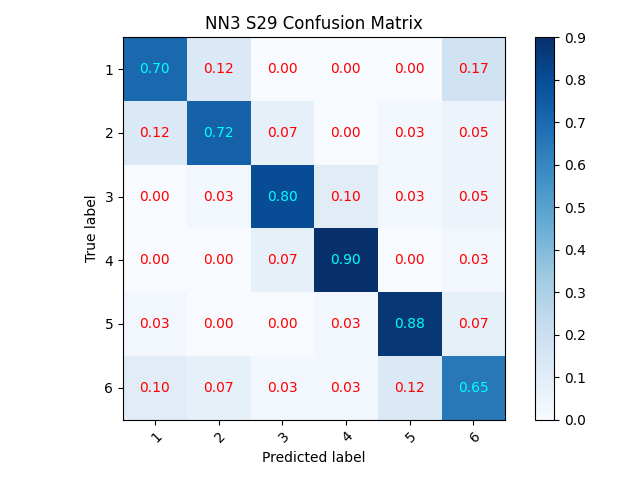 NN3 S29 Confusion Matrix
True label
1 0.70 0.12 0.00 0.00 0.00 0.17
2 0.12 0.72 0.07 0.00 0.03 0.05
3 0.00 0.03 0.80 0.10 0.03 0.05
4 0.00 0.00 0.07 0.90 0.00 0.03
5 0.03 0.00 0.00 0.03 0.88 0.07
6 0.10 0.07 0.03 0.03 0.12 0.65
1 2 3 4 5 6
Predicted label
0.9
0.8
0.7
0.6
0.5
0.4
0.3
0.2
0.1
0.0